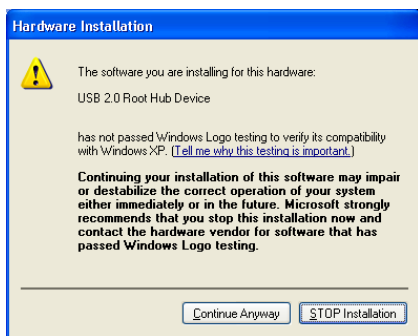 Hardware Installation
The software you are installing for this hardware:
USB 2.0 Root Hub Device
has not passed Windows Logo testing to verify its compatibility
with Windows XP. (Tell me why this testing is important.)
Continuing your installation of this software may impair
or destabilize the correct operation of your system
either immediately or in the future. Microsoft strongly
recommends that you stop this installation now and
contact the hardware vendor for software that has
passed Windows Logo testing.
Continue Anyway
STOP Installation